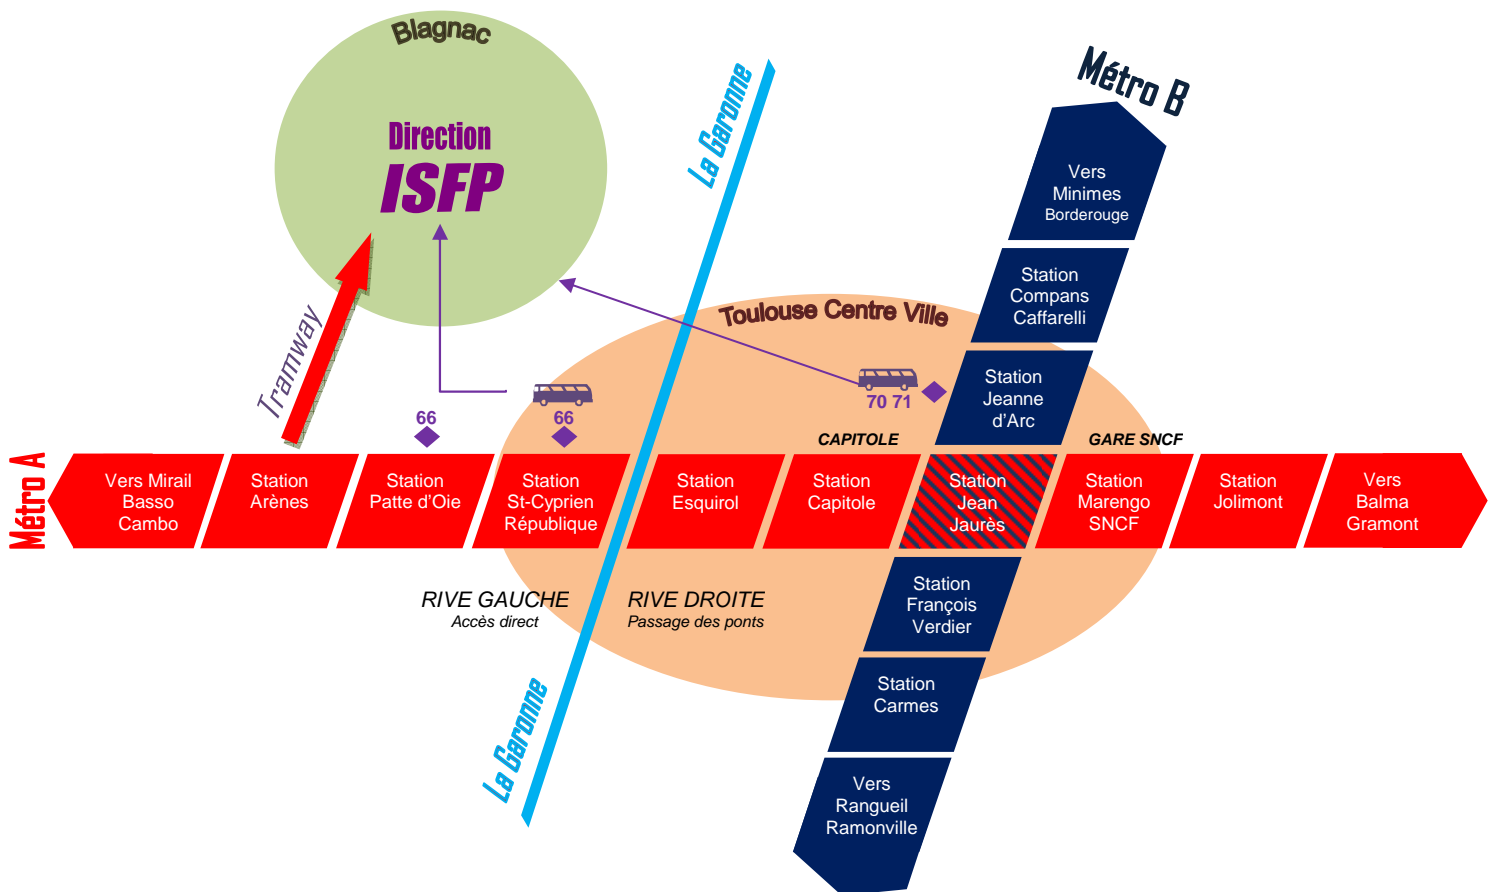 Blagnac
Direction
ISFP
La Garonne
Métro B
Vers
Minimes
Borderouge
Station
Compans
Caffarelli
Toulouse Centre Ville
Tramway
Station
Jeanne
d'Arc
70 71
66
66
CAPITOLE
GARE SNCF
Métro A
Vers Mirail
Basso
Cambo
Station
Arènes
Station
Patte d'Oie
Station
St-Cyprien
République
Station
Esquirol
Station
Capitole
Station
Jean
Jaurès
Station
Marengo
SNCF
Station
Jolimont
Vers
Balma
Gramont
RIVE GAUCHE
Accès direct
RIVE DROITE
Passage des ponts
Station
François
Verdier
Station
Carmes
La Garonne
Vers
Rangueil
Ramonville